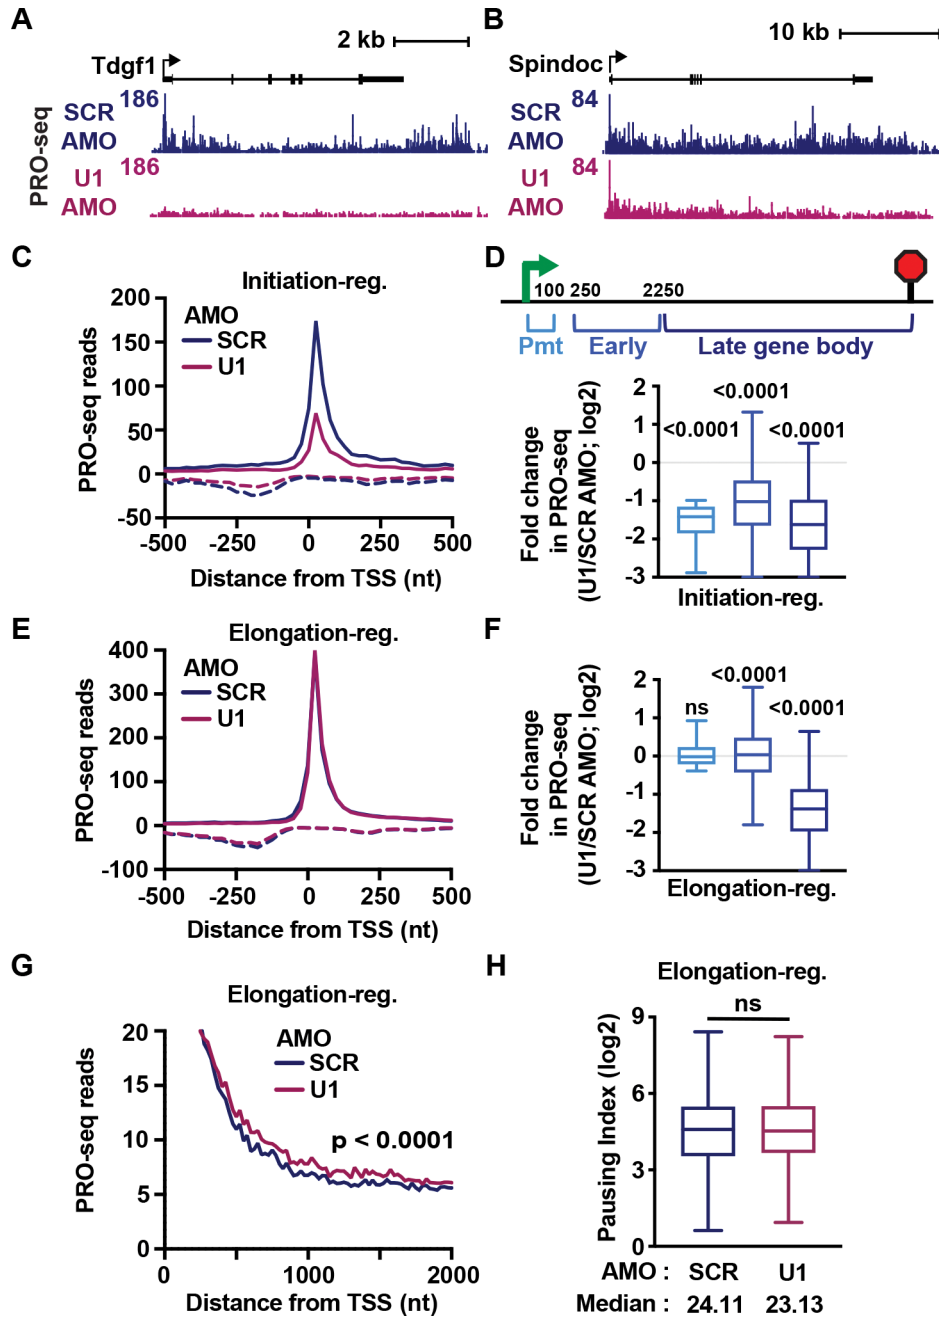 A
2 kb
Tdgf1
PRO-seq
186
SCR
AMO
186
U1
AMO
B
10 kb
Spindoc
84
SCR
AMO
84
U1
AMO
C
Initiation-reg.
AMO
SCR
U1
PRO-seq reads
200
150
100
50
0
-50
-500 -250 0 250 500
Distance from TSS (nt)
D
100 250 2250
Pmt Early Late gene body
Fold change
in PRO-seq
(U1/SCR AMO; log2)
2
1
0
-1
-2
-3
<0.0001
<0.0001 <0.0001
Initiation-reg.
E
Elongation-reg.
AMO
SCR
U1
PRO-seq reads
400
300
200
100
0
-100
-500 -250 0 250 500
Distance from TSS (nt)
F
Fold change
in PRO-seq
(U1/SCR AMO; log2)
2
1
0
-1
-2
-3
<0.0001
ns <0.0001
Elongation-reg.
G
Elongation-reg.
AMO
SCR
U1
p < 0.0001
PRO-seq reads
20
15
10
5
0
0 1000 2000
Distance from TSS (nt)
H
Elongation-reg.
ns
Pausing Index (log2)
9
6
3
0
AMO : SCR U1
Median : 24.11 23.13